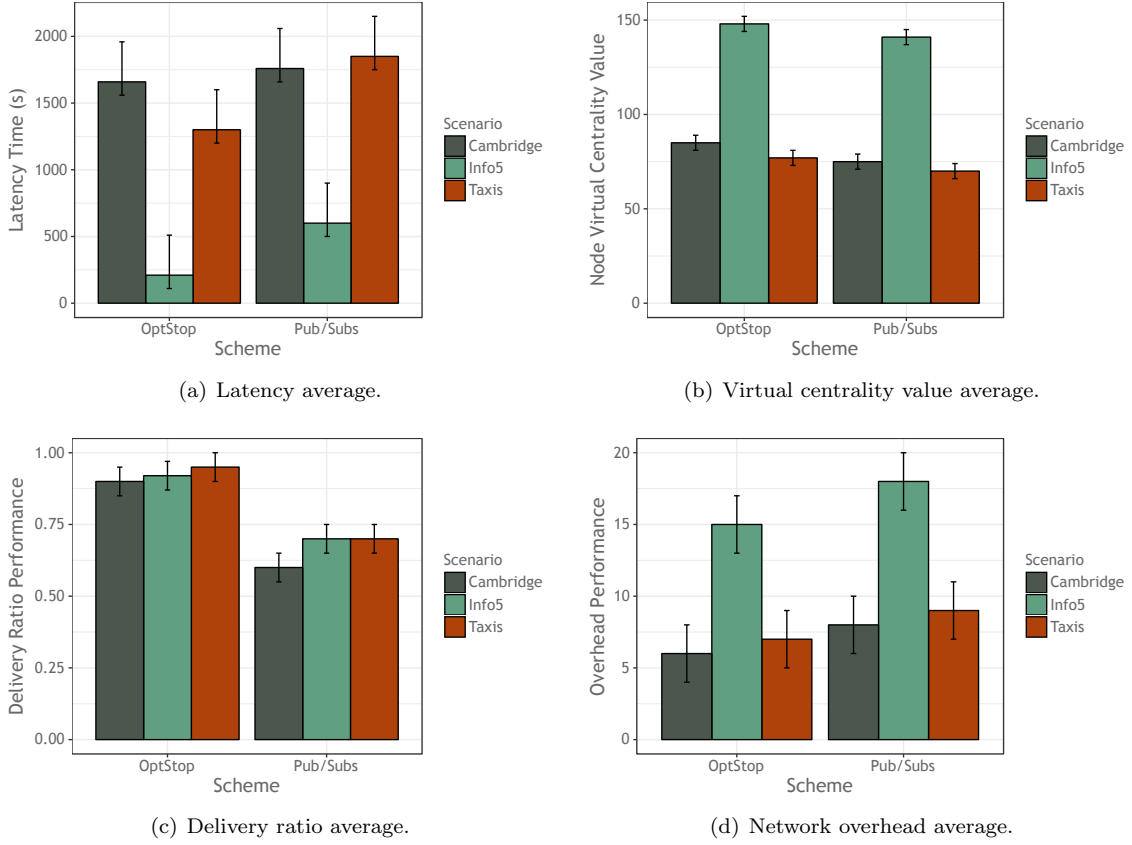 2000
1500
1000
500
0
Latency Time (s)
OptStop
Pub/Subs
Scheme
Scenario
Cambridge
Info5
Taxis
(a) Latency average.
150
100
50
0
Node Virtual Centrality Value
OptStop
Pub/Subs
Scheme
Scenario
Cambridge
Info5
Taxis
(b) Virtual centrality value average.
1.00
0.75
0.50
0.25
0.00
Delivery Ratio Performance
OptStop
Pub/Subs
Scheme
Scenario
Cambridge
Info5
Taxis
(c) Delivery ratio average.
20
15
10
5
0
Overhead Performance
OptStop
Pub/Subs
Scheme
Scenario
Cambridge
Info5
Taxis
(d) Network overhead average.